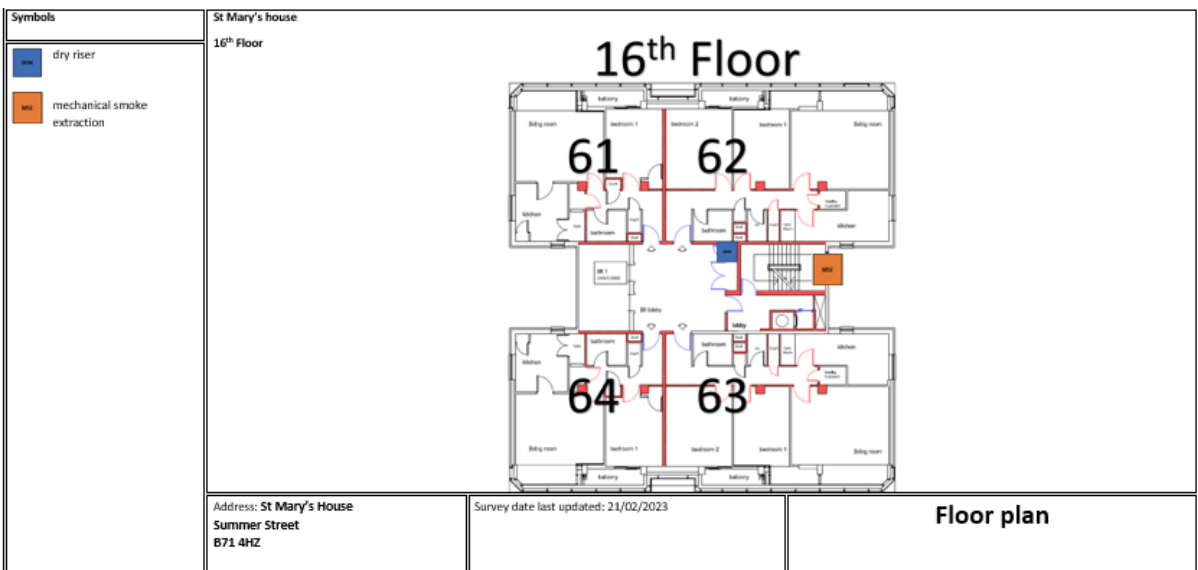 Symbols
dry riser
MSE
mechanical smoke
extraction
St Mary's house
16th Floor
16th Floor
balcony
balcony
living room
bedroom 1
bedroom 2
bedroom 1
living room
61
62
kitchen
bathroom
bathroom
kitchen
lift 1
MSE
lift lobby
lobby
bathroom
bathroom
kitchen
kitchen
64
63
living room
bedroom 1
bedroom 2
bedroom 1
living room
balcony
balcony
Address: St Mary's House
Summer Street
B71 4HZ
Survey date last updated: 21/02/2023
Floor plan